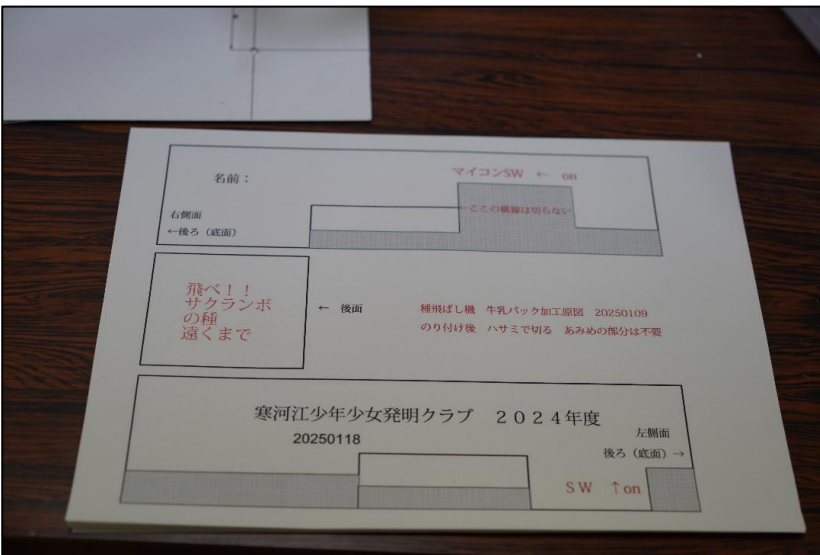 名前：
マイコンSW ← on
←ここの横線は切らない
右側面
←後ろ（底面）
飛べ！！
サクランボ
の種
遠くまで
← 後面
種飛ばし機 牛乳パック加工原図 20250109
のり付け後 ハサミで切る あみめの部分は不要
寒河江少年少女発明クラブ ２０２４年度
20250118
左側面
後ろ（底面）→
SW ↑on